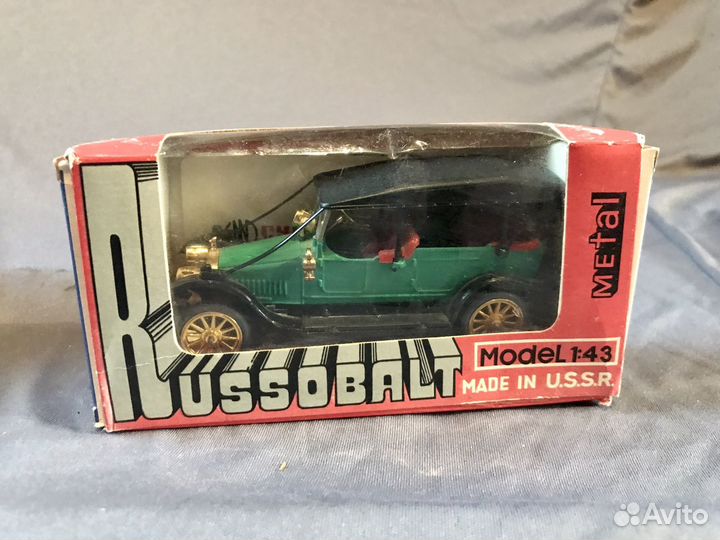 METAL
RUSSOBALT
MODEL 1:43
MADE IN U.S.S.R.
Avito